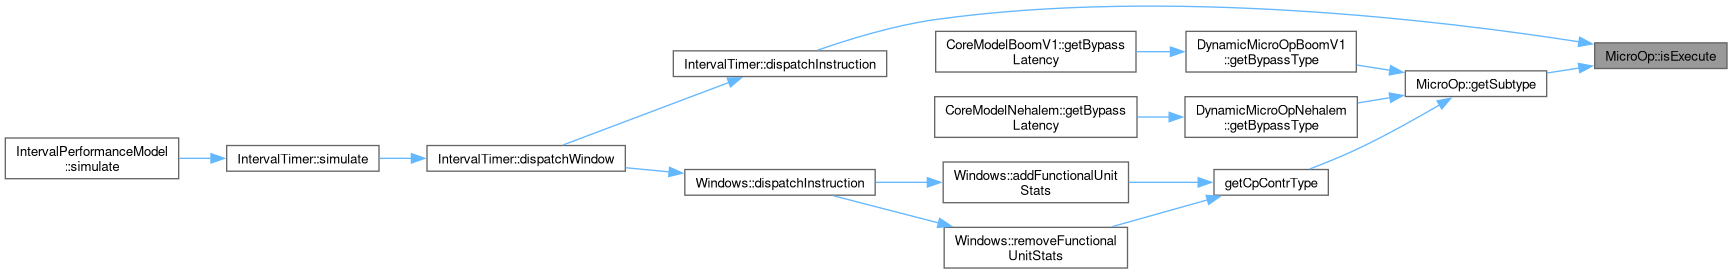 IntervalPerformanceModel
::simulate
IntervalTimer::simulate
IntervalTimer::dispatchWindow
IntervalTimer::dispatchInstruction
Windows::dispatchInstruction
CoreModelBoomV1::getBypass
Latency
CoreModelNehalem::getBypass
Latency
Windows::addFunctionalUnit
Stats
Windows::removeFunctional
UnitStats
DynamicMicroOpBoomV1
::getBypassType
DynamicMicroOpNehalem
::getBypassType
getCpContrType
MicroOp::getSubtype
MicroOp::isExecute